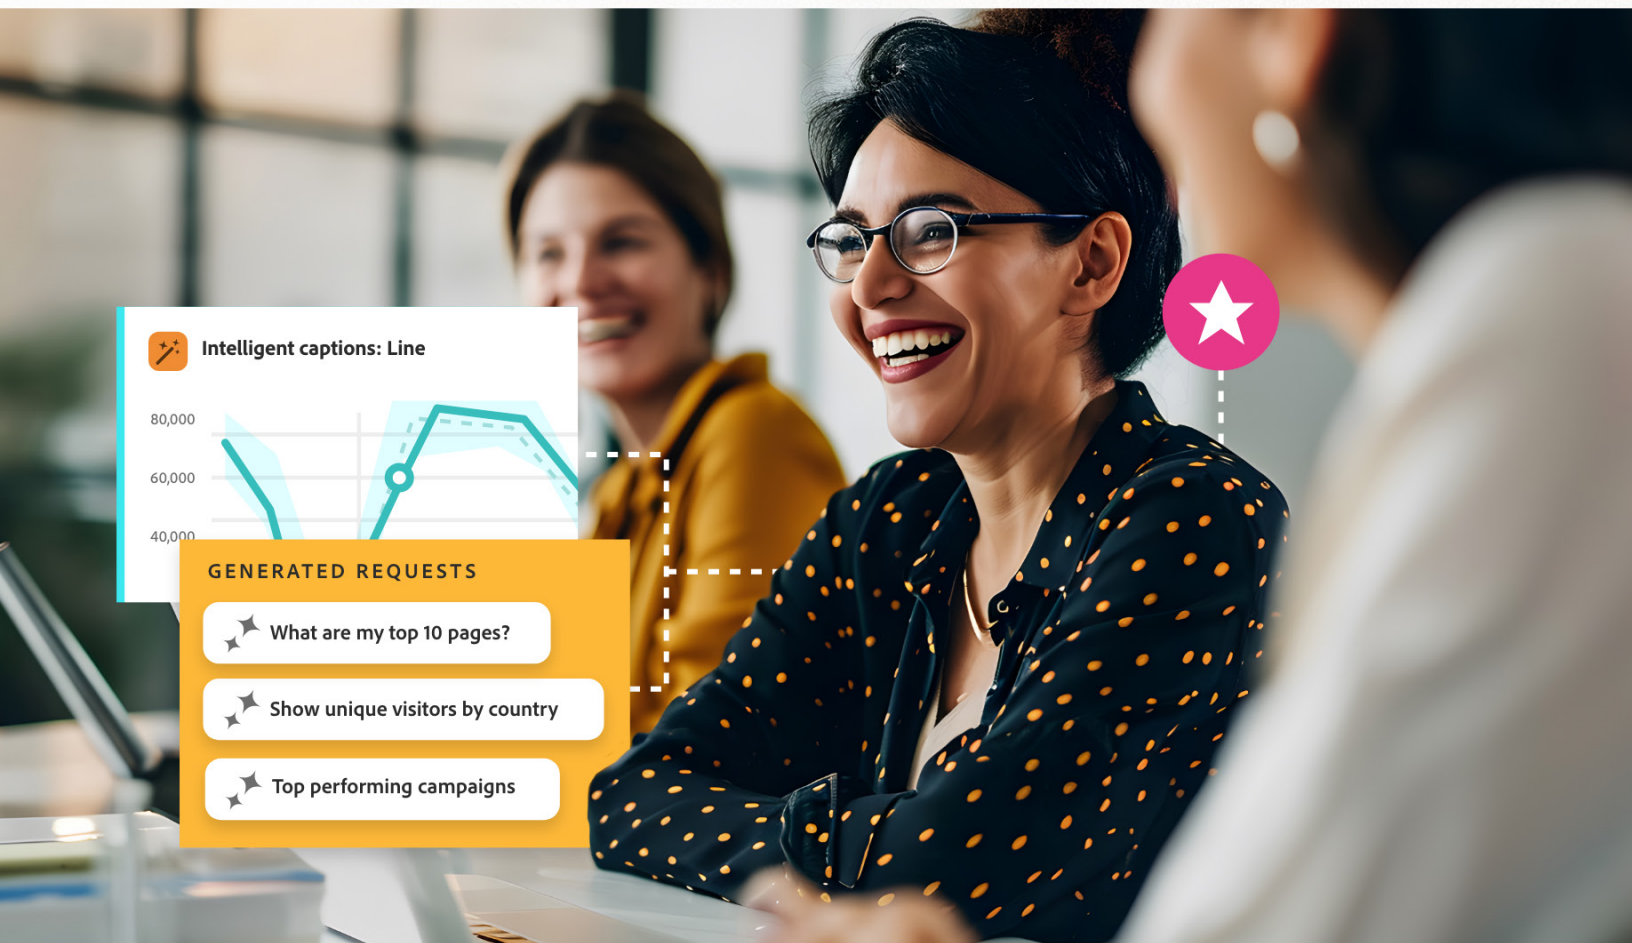 Intelligent captions: Line
80,000
60,000
40,000
GENERATED REQUESTS
What are my top 10 pages?
Show unique visitors by country
Top performing campaigns